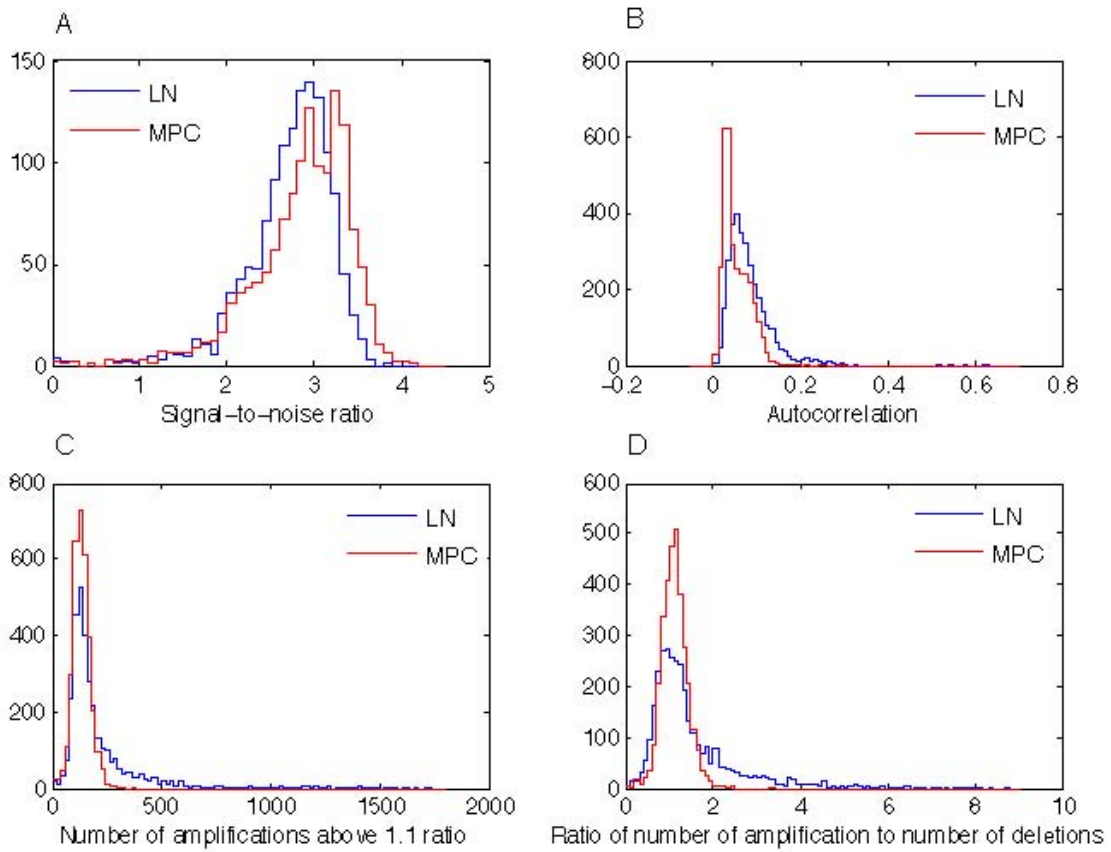 A
150
100
50
0
0 1 2 3 4 5
LN
MPC
Signal-to-noise ratio
B
800
600
400
200
0
-0.2 0 0.2 0.4 0.6 0.8
LN
MPC
Autocorrelation
C
800
600
400
200
0
0 500 1000 1500 2000
LN
MPC
Number of amplifications above 1.1 ratio
D
600
500
400
300
200
100
0
0 2 4 6 8 10
LN
MPC
Ratio of number of amplification to number of deletions